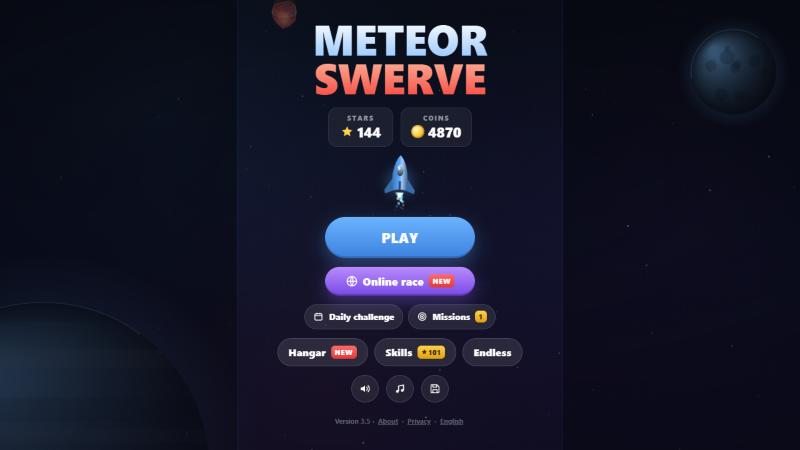 METEOR
SWERVE
STARS
144
COINS
4870
PLAY
Online race NEW
Daily challenge
Missions 1
Hangar NEW
Skills ★101
Endless
Version 3.5 · About · Privacy · English